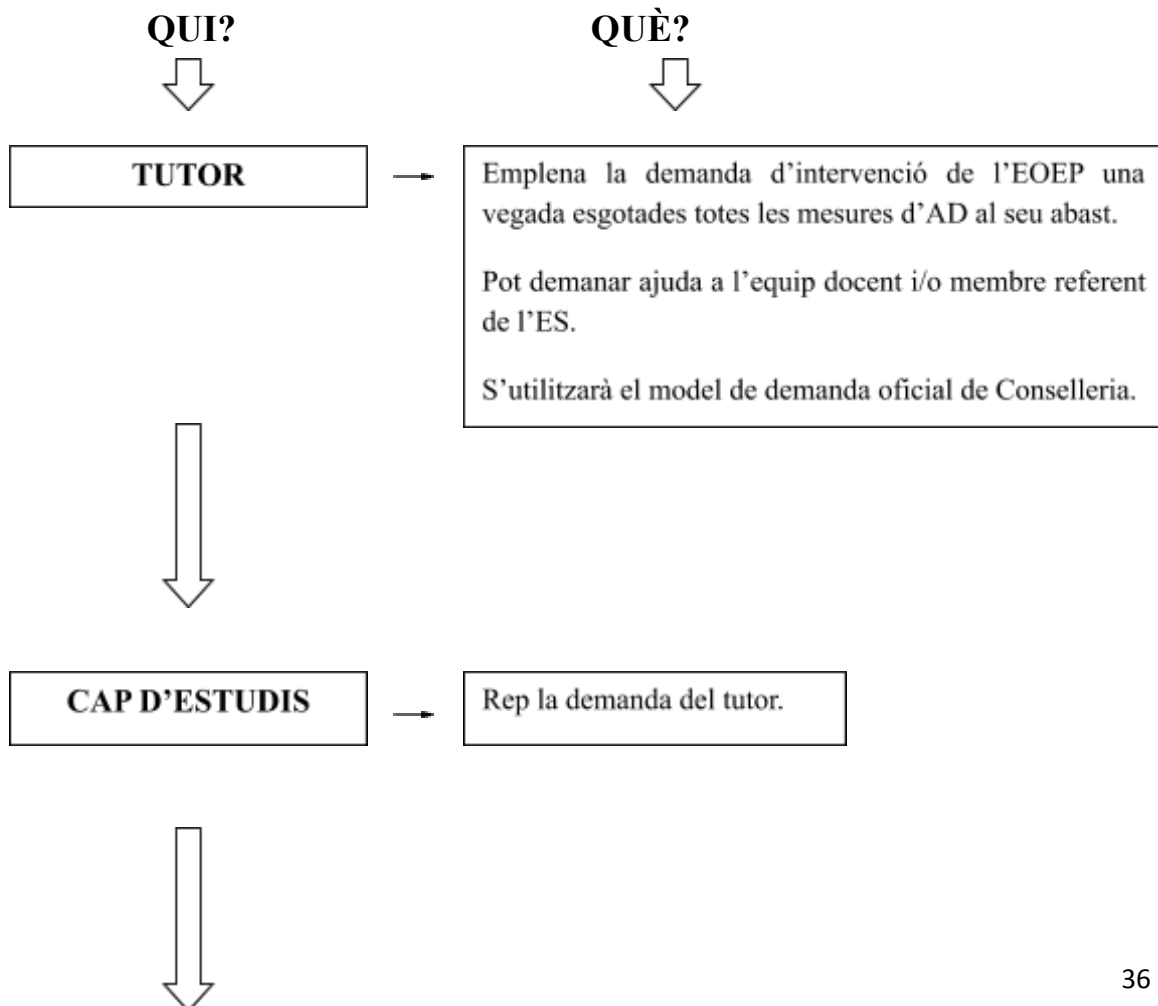 QUI?
QUÈ?
TUTOR
Emplena la demanda d’intervenció de l’EOEP una
vegada esgotades totes les mesures d’AD al seu abast.
Pot demanar ajuda a l’equip docent i/o membre referent
de l’ES.
S’utilitzarà el model de demanda oficial de Conselleria.
CAP D’ESTUDIS
Rep la demanda del tutor.
36